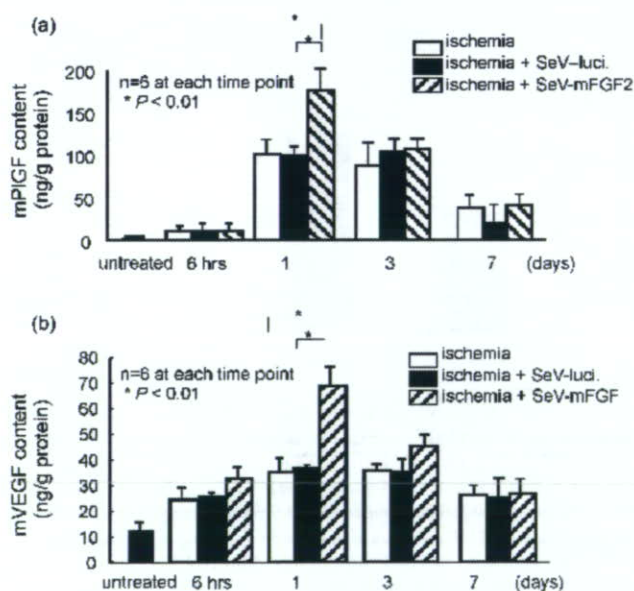 (a)
*
*
ischemia
ischemia + SeV-luci.
ischemia + SeV-mFGF2
n=6 at each time point
* P < 0.01
mPlGF content
(ng/g protein)
200
150
100
50
0
untreated 6 hrs 1 3 7 (days)
(b)
*
*
ischemia
ischemia + SeV-luci.
ischemia + SeV-mFGF
n=6 at each time point
* P < 0.01
mVEGF content
(ng/g protein)
80
70
60
50
40
30
20
10
0
untreated 6 hrs 1 3 7 (days)